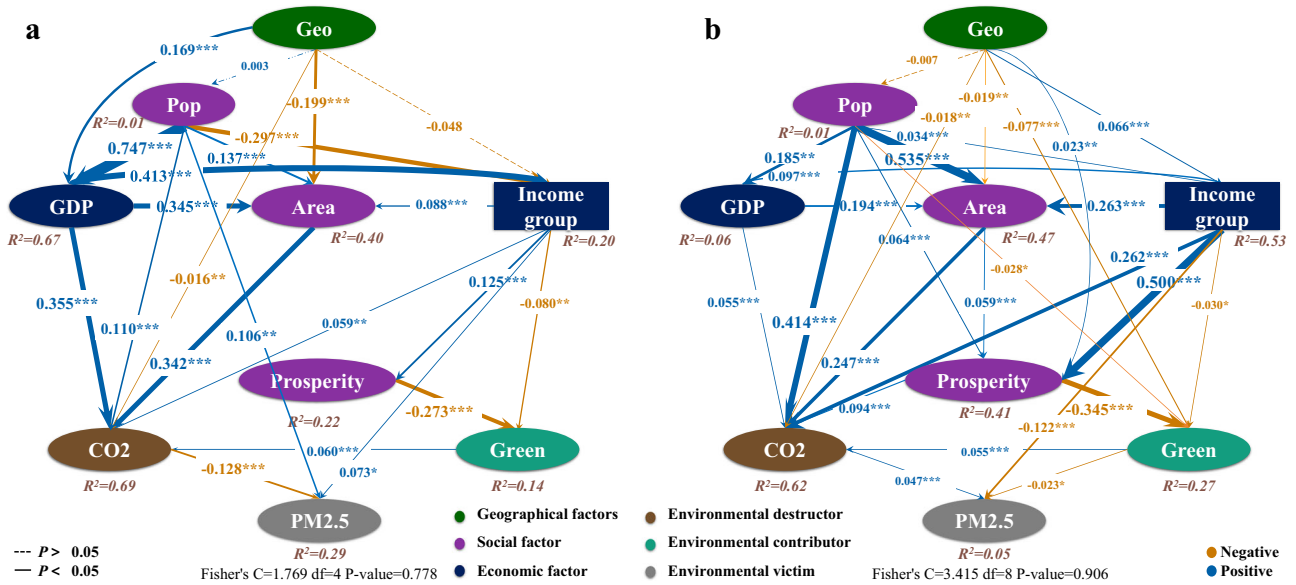 a
Geo
0.169***
0.003
Pop
R²=0.01
-0.199***
-0.297***
-0.048
0.747***
0.137***
0.413***
GDP
0.345***
Area
0.088***
Income
group
R²=0.67
R²=0.40
R²=0.20
-0.016**
0.125***
0.355***
-0.080**
0.110***
0.059**
0.106**
0.342***
Prosperity
R²=0.22
-0.273***
CO2
0.060***
Green
-0.128***
0.073*
R²=0.69
R²=0.14
PM2.5
R²=0.29
b
Geo
-0.007
Pop
R²=0.01
-0.019**
-0.018**
-0.077***
0.066***
0.034***
0.023**
0.185**
0.535***
0.097***
GDP
0.194***
Area
0.263***
Income
group
R²=0.06
R²=0.47
R²=0.53
0.064***
0.262***
-0.028*
0.500***
0.055***
0.059***
-0.030*
0.414***
0.247***
Prosperity
0.094***
R²=0.41
-0.345***
-0.122***
CO2
0.055***
Green
R²=0.62
0.047***
-0.023*
R²=0.27
PM2.5
R²=0.05
P > 0.05
P < 0.05
Fisher's C=1.769 df=4 P-value=0.778
Geographical factors
Social factor
Economic factor
Environmental destructor
Environmental contributor
Environmental victim
Fisher's C=3.415 df=8 P-value=0.906
Negative
Positive